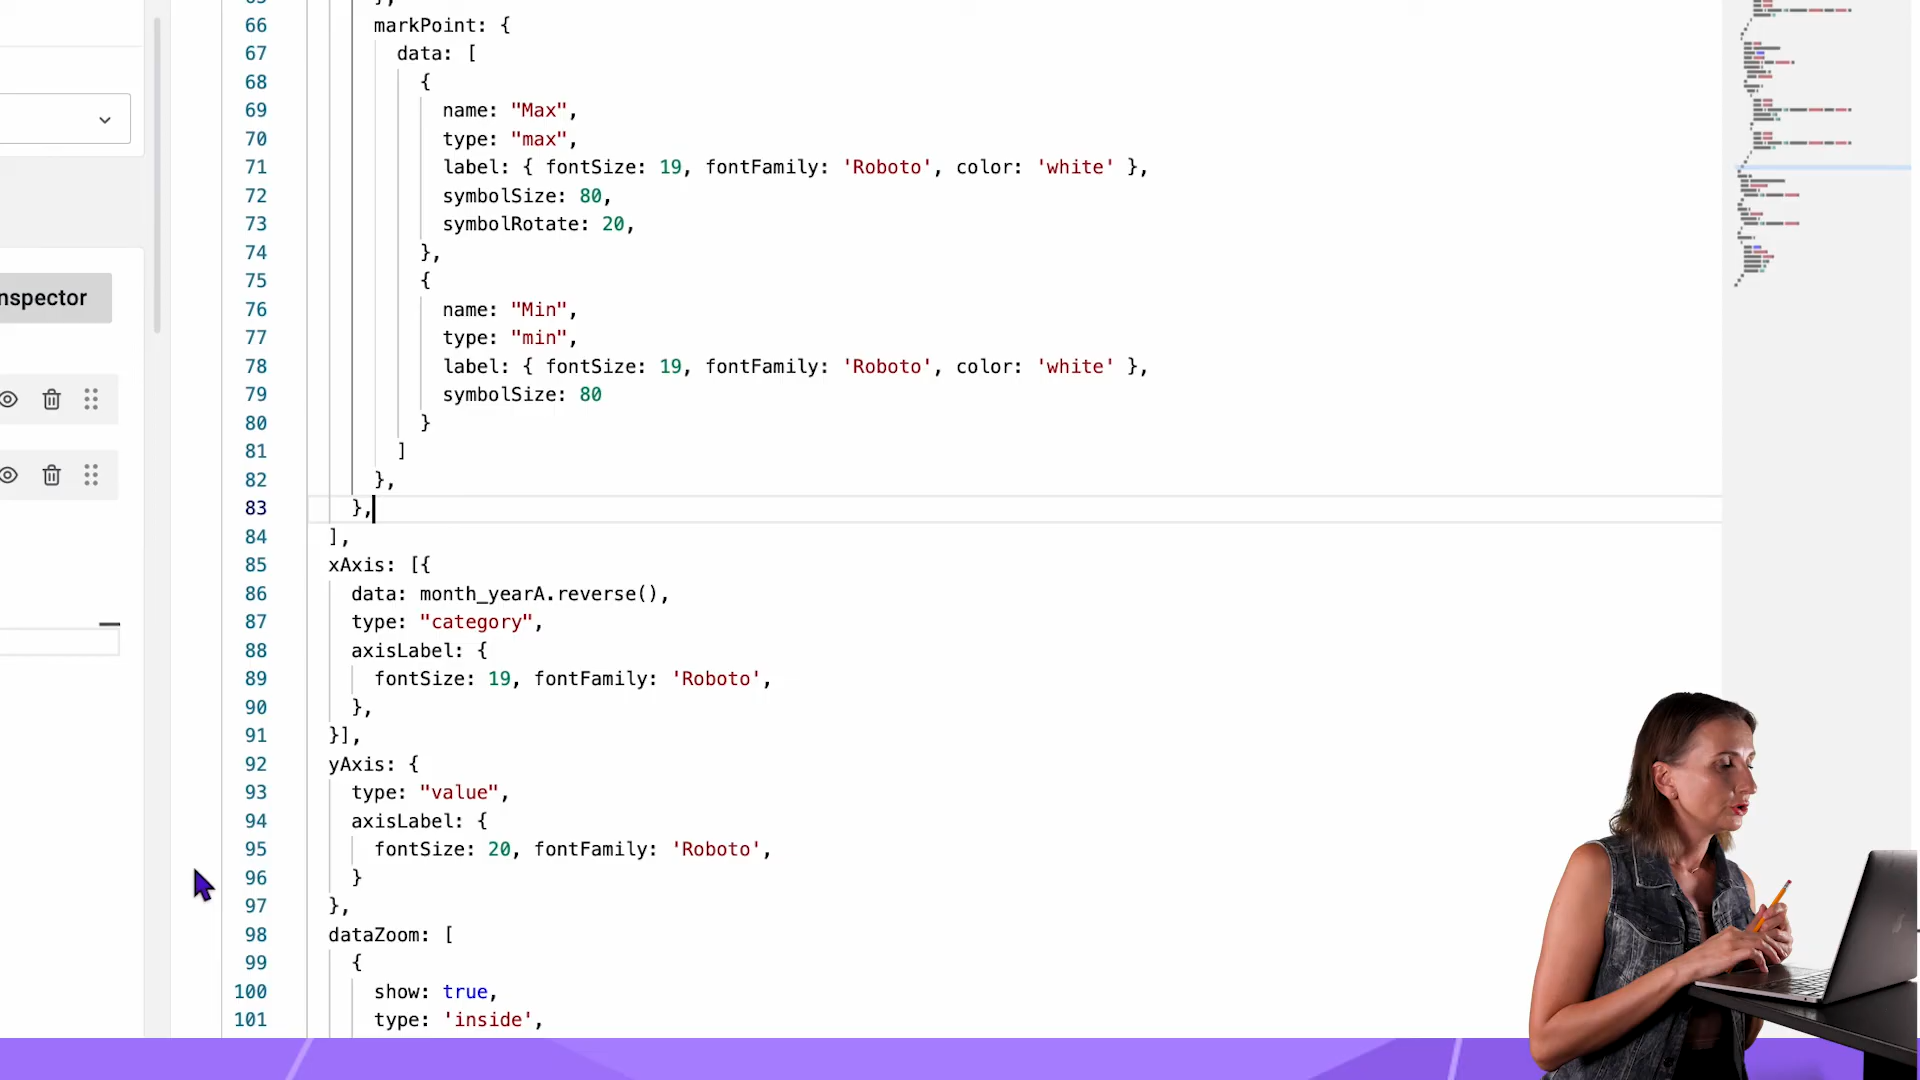 66 markPoint: {
67 data: [
68 {
69 name: "Max",
70 type: "max",
71 label: { fontSize: 19, fontFamily: 'Roboto', color: 'white' },
72 symbolSize: 80,
73 symbolRotate: 20,
74 },
75 {
76 name: "Min",
77 type: "min",
78 label: { fontSize: 19, fontFamily: 'Roboto', color: 'white' },
79 symbolSize: 80
80 }
81 ]
82 },
83 },
84 ],
85 xAxis: [{
86 data: month_yearA.reverse(),
87 type: "category",
88 axisLabel: {
89 fontSize: 19, fontFamily: 'Roboto',
90 },
91 }],
92 yAxis: {
93 type: "value",
94 axisLabel: {
95 fontSize: 20, fontFamily: 'Roboto',
96 }
97 },
98 dataZoom: [
99 {
100 show: true,
101 type: 'inside',
nspector